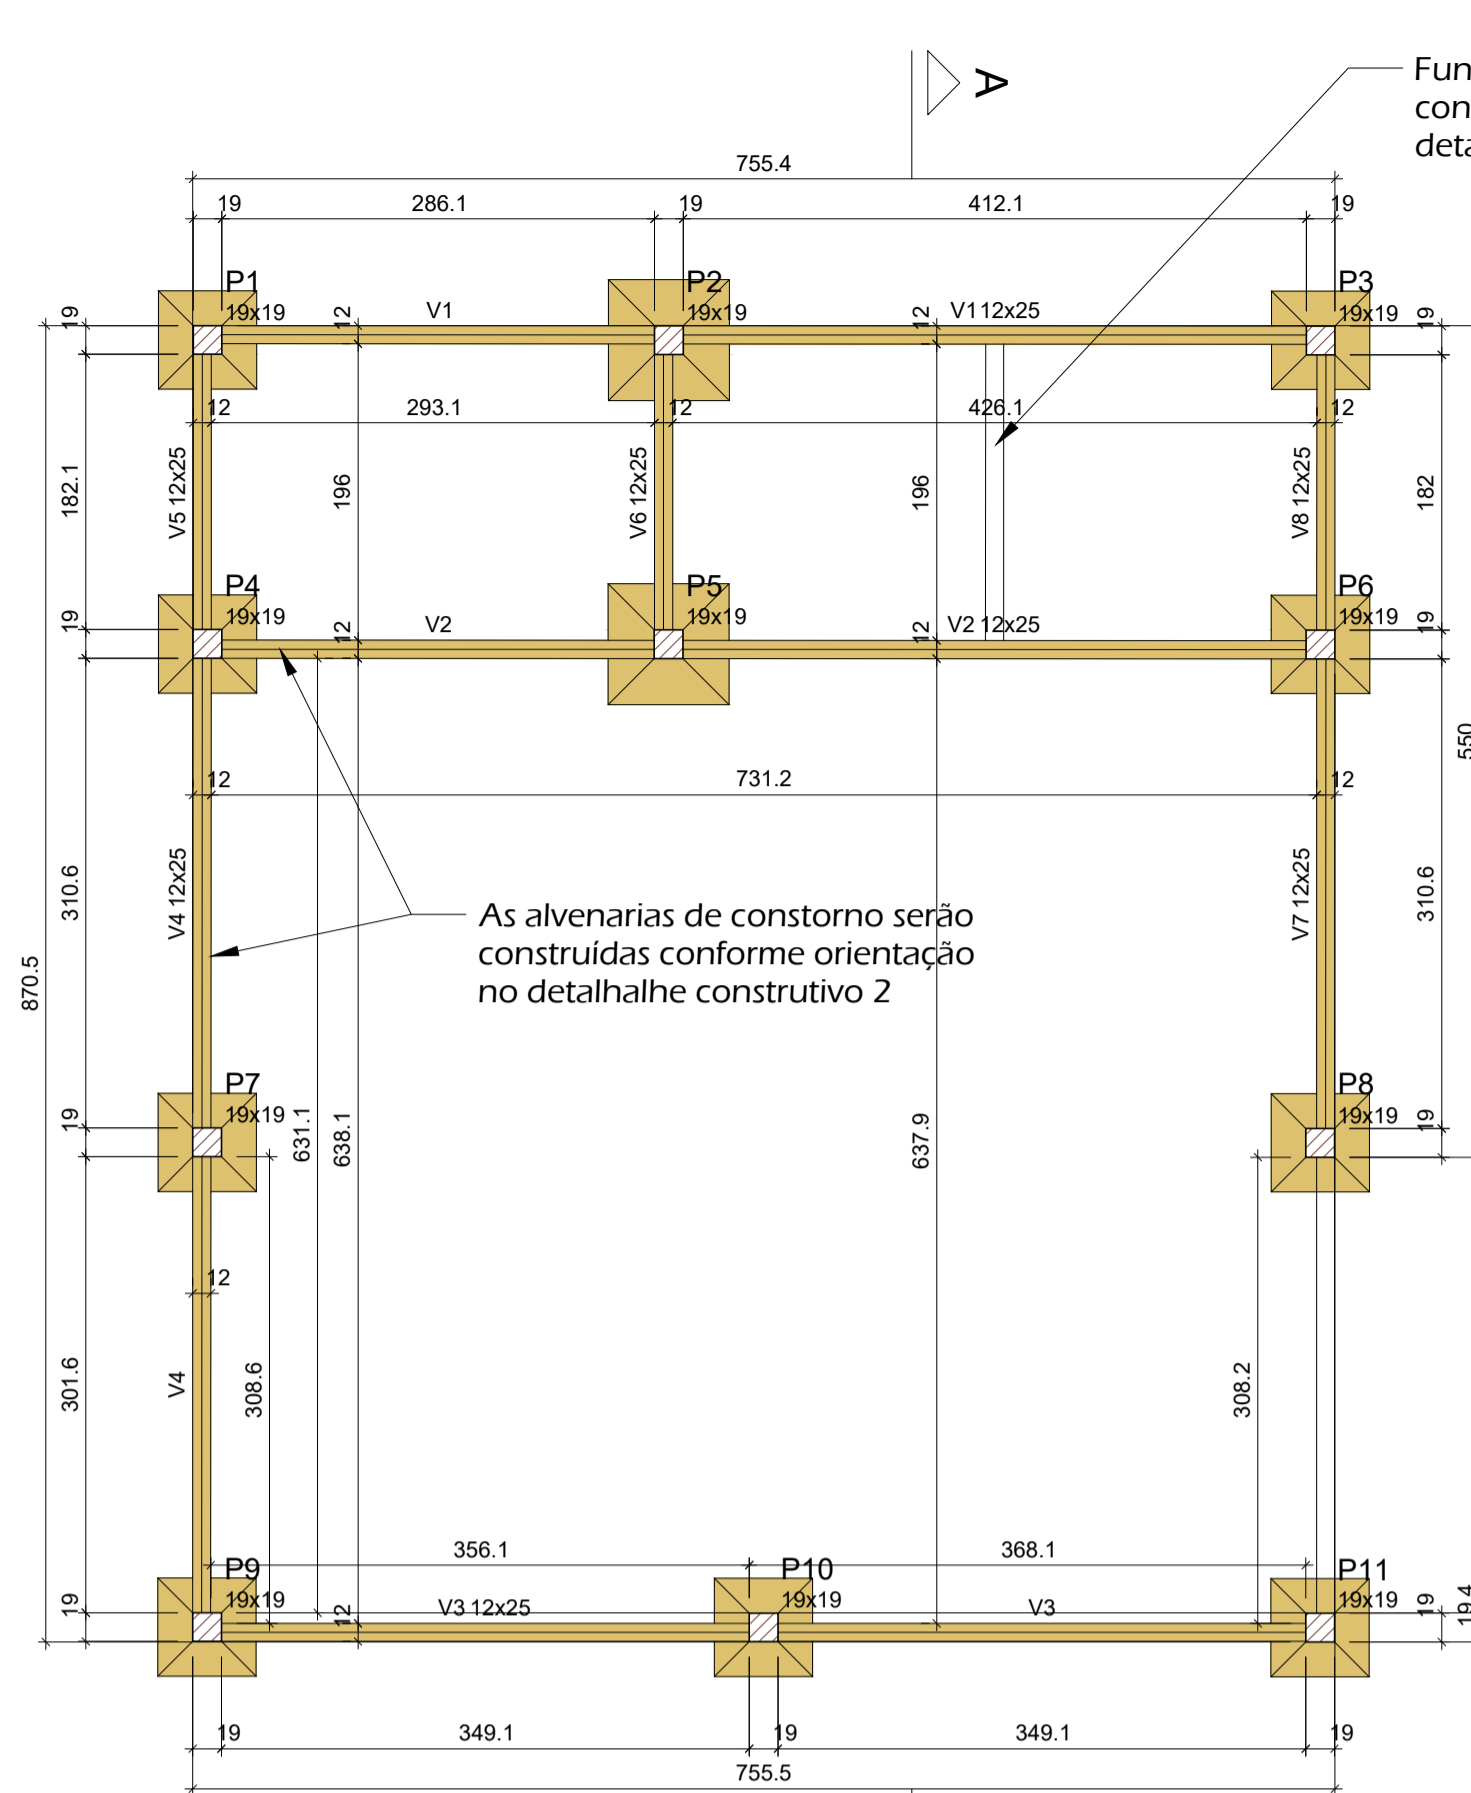 A
Fun
con
deta
755.4
19 286.1 19 412.1 19
P1 P2 P3
19x19 V1 12 19x19 12 V1 12x25 19x19
19 19
12 293.1 12 426.1 12
182.1 V5 12x25 196 V6 12x25 196 V8 12x25 182
P4 P5 P6
19x19 V2 12 19x19 12 V2 12x25 19x19
19 19
550
12 731.2 12
310.6 V4 12x25 V7 12x25 310.6
As alvenarias de constorno serão
construídas conforme orientação
no detalhalhe construtivo 2
870.5
P7 P8
19 19x19 631.1 638.1 637.9 19x19 19
12
301.6 V4 308.6 308.2
356.1 368.1
P9 P10 P11
19 19x19 12 V3 12x25 19x19 V3 19x19 19 19.4
19 349.1 19 349.1 19
755.5